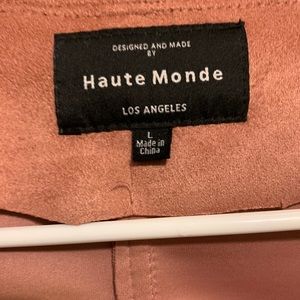 DESIGNED AND MADE
BY
Haute Monde
LOS ANGELES
L
Made in
China